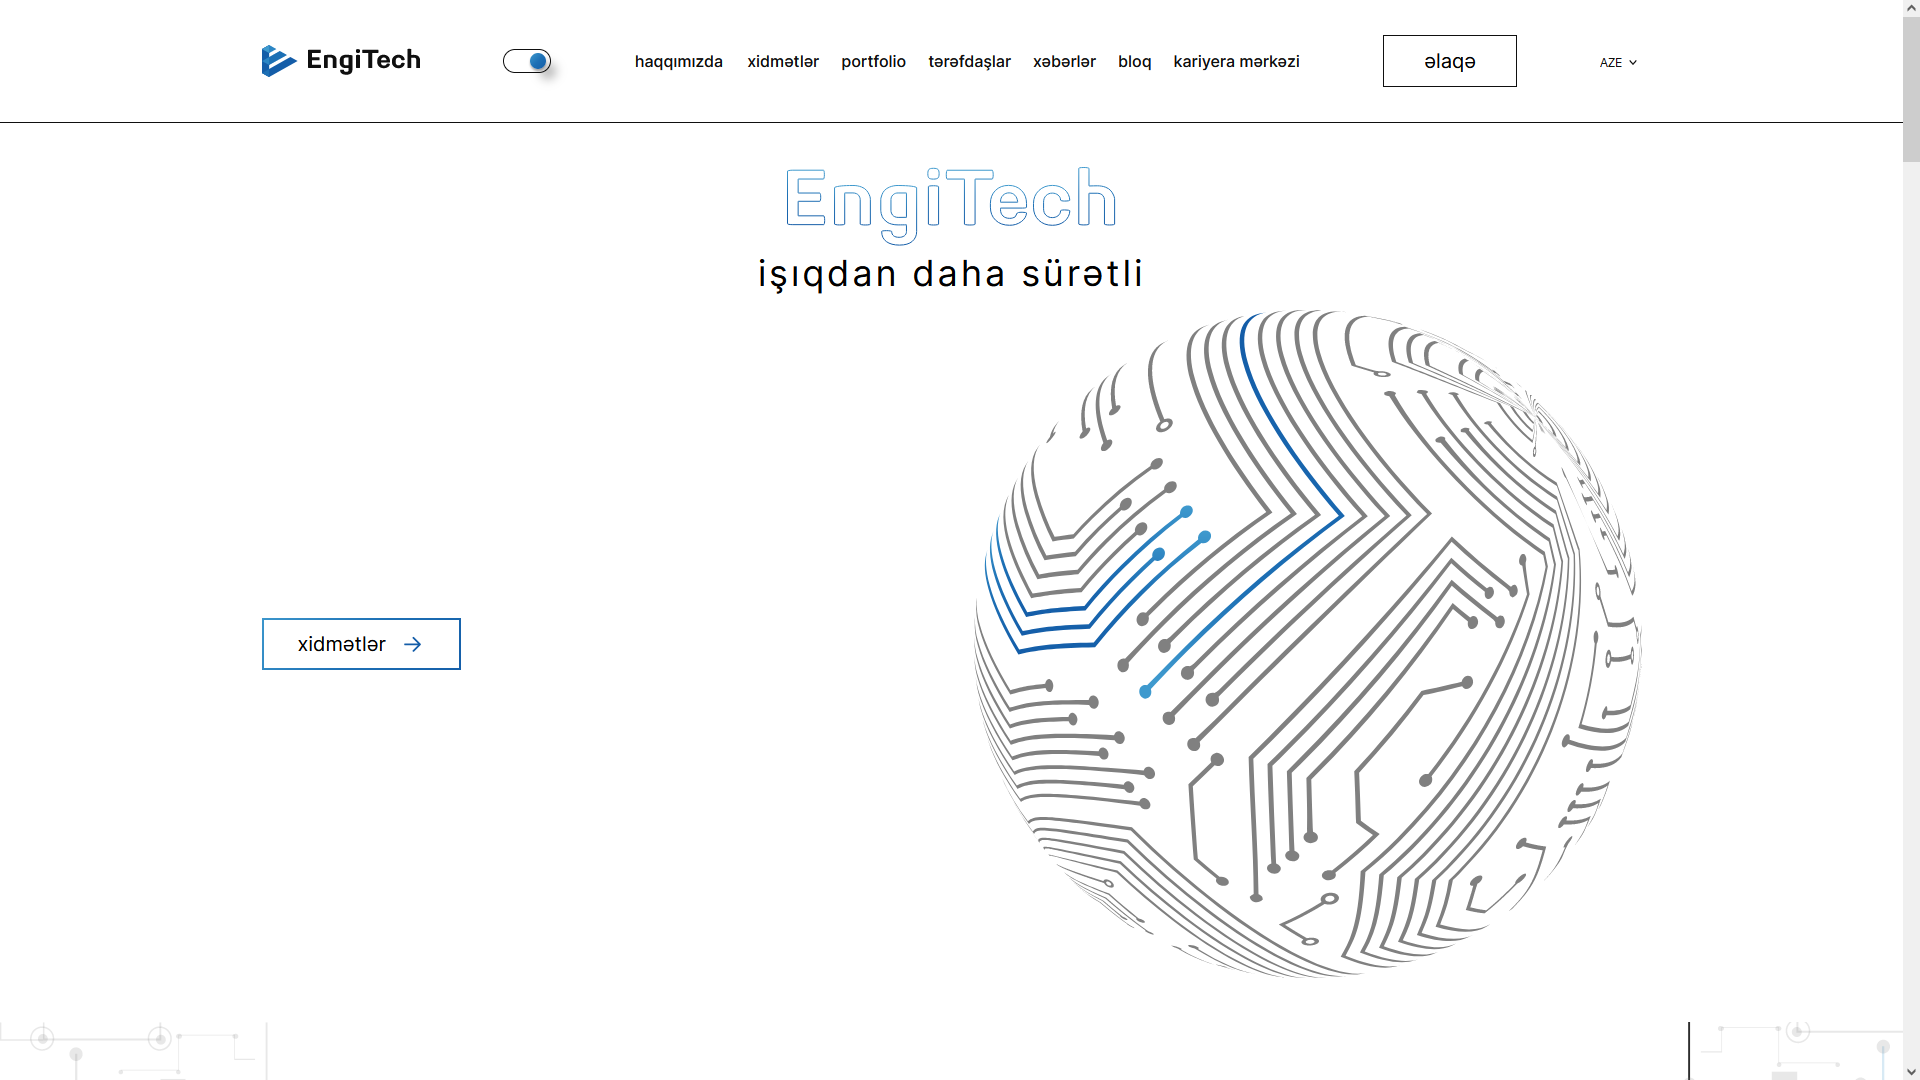 EngiTech
haqqımızda xidmətlər portfolio tərəfdaşlar xəbərlər bloq kariyera mərkəzi
əlaqə
AZE
EngiTech
işıqdan daha sürətli
xidmətlər